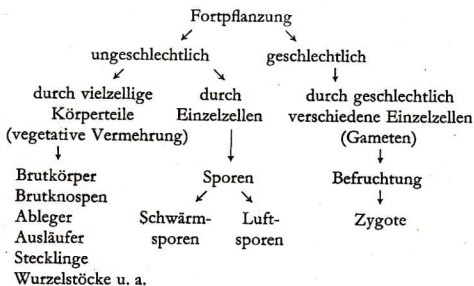 Fortpflanzung
ungeschlechtlich
geschlechtlich
durch vielzellige
Körperteile
(vegetative Vermehrung)
durch
Einzelzellen
durch geschlechtlich
verschiedene Einzelzellen
(Gameten)
Brutkörper
Brutknospen
Ableger
Ausläufer
Stecklinge
Wurzelstöcke u. a.
Sporen
Schwärm-
sporen
Luft-
sporen
Befruchtung
Zygote